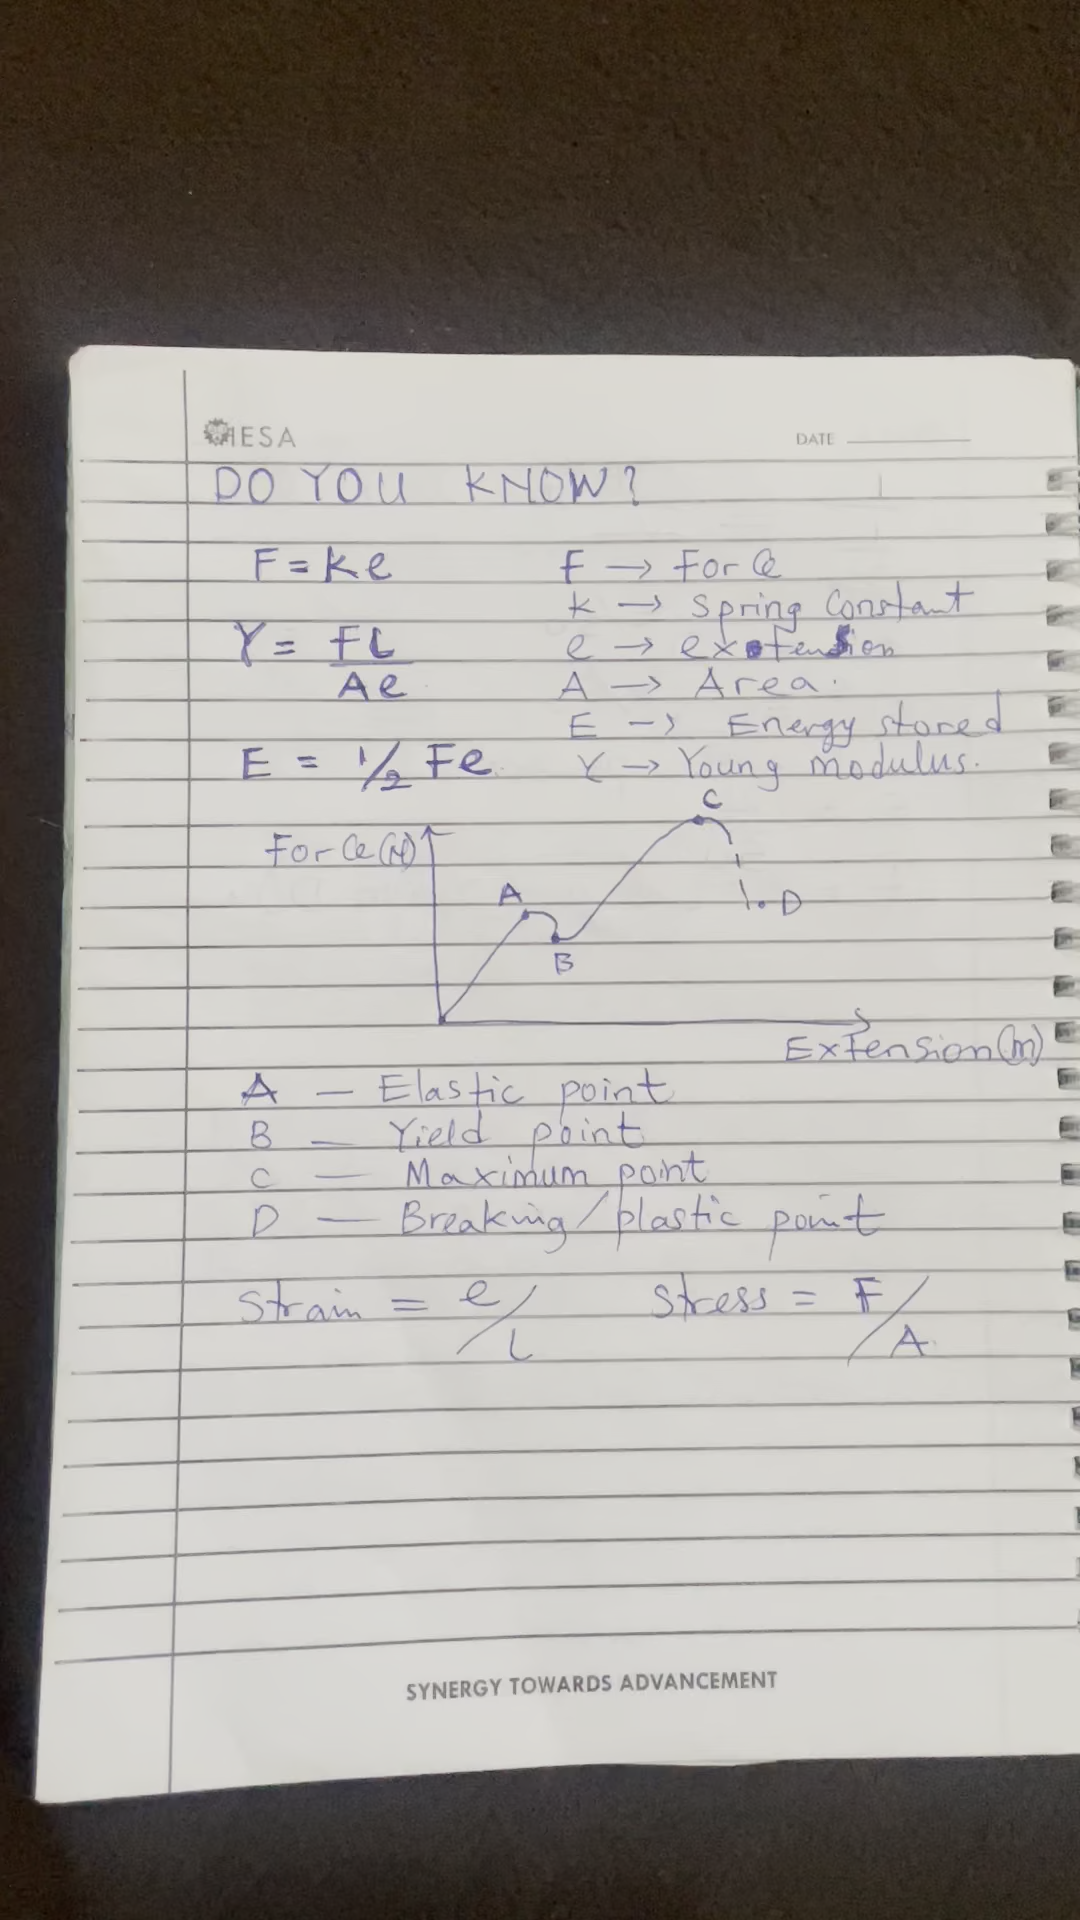 IESA
DATE
DO YOU KNOW?
F = ke
F → Force
k → Spring Constant
Y = FL/Ae
e → extension
A → Area.
E → Energy stored
E = 1/2 Fe
Y → Young modulus.
C
Force (N)
A
D
B
Extension (m)
A — Elastic point
B — Yield point
C — Maximum point
D — Breaking/plastic point
Strain = e/L Stress = F/A
SYNERGY TOWARDS ADVANCEMENT